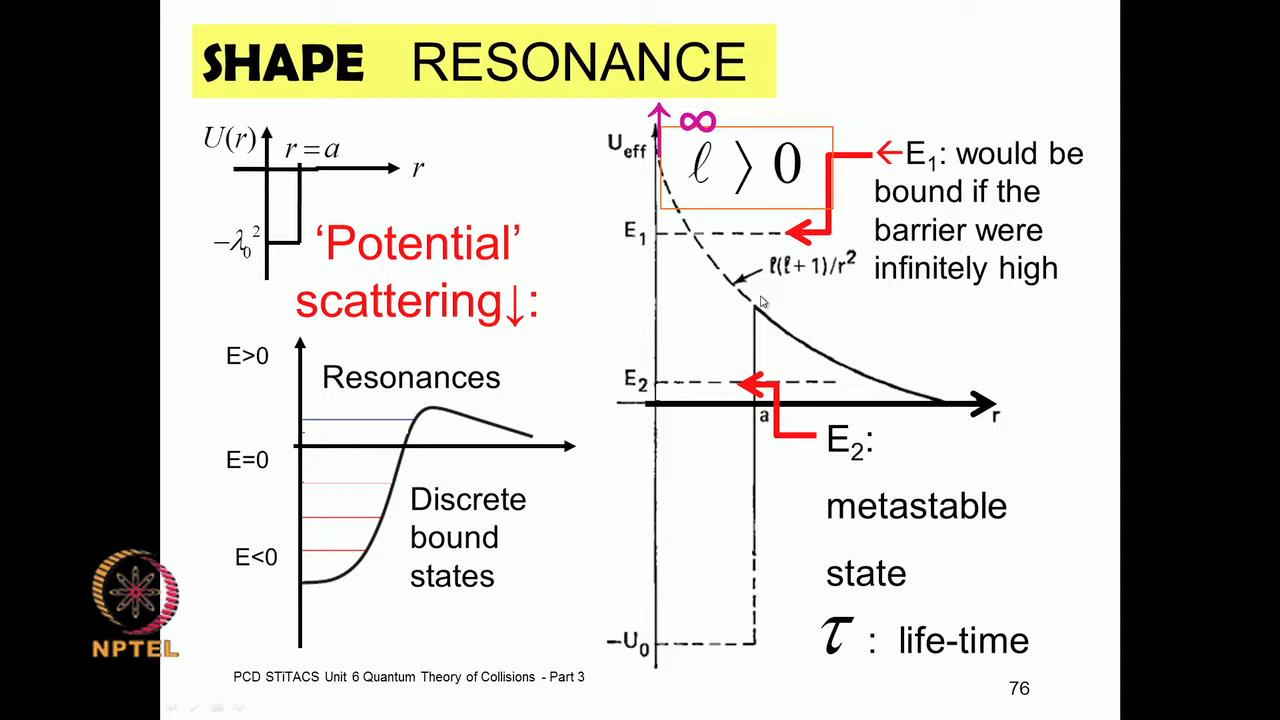 SHAPE RESONANCE
U(r)
r = a
r
−λ₀²
'Potential'
scattering↓:
E>0
Resonances
E=0
Discrete
bound
states
E<0
∞
U_eff
ℓ 〉 0
E₁
ℓ(ℓ+1)/r²
←E₁: would be
bound if the
barrier were
infinitely high
E₂
a
r
E₂:
metastable
state
−U₀
τ : life-time
NPTEL
PCD STiTACS Unit 6 Quantum Theory of Collisions - Part 3
76